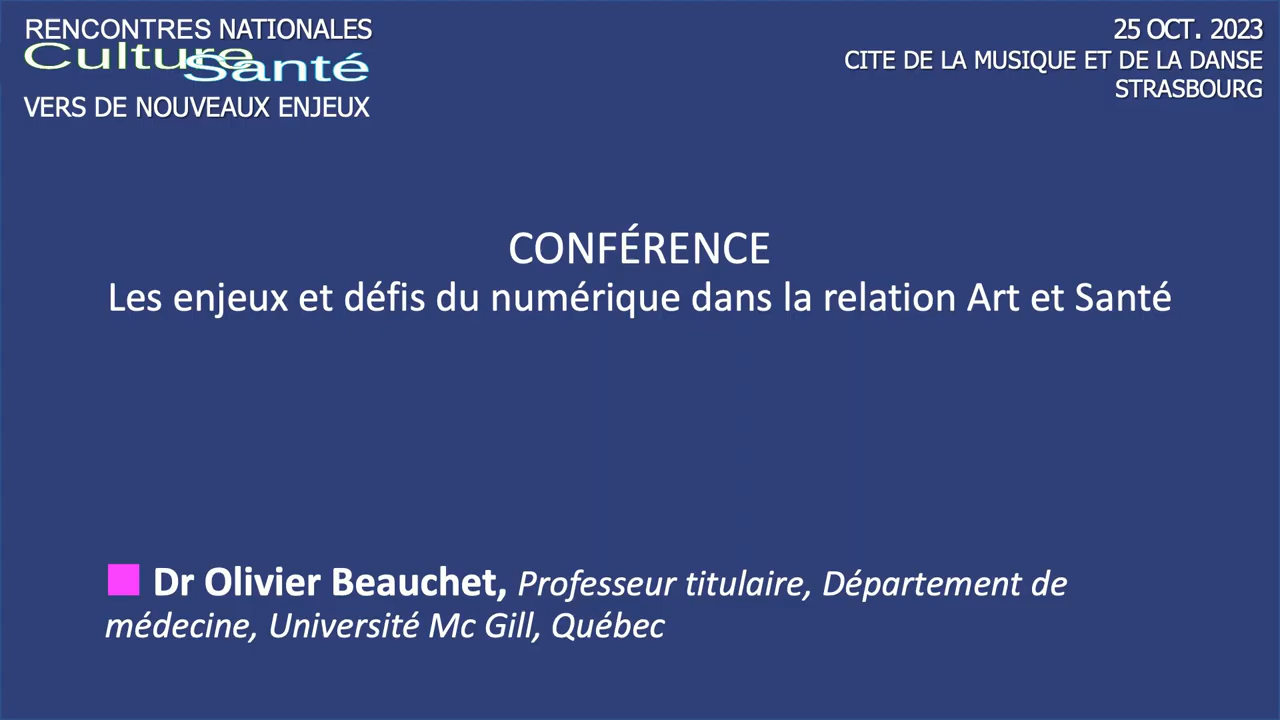 RENCONTRES NATIONALES
Culture
Santé
VERS DE NOUVEAUX ENJEUX
25 OCT. 2023
CITE DE LA MUSIQUE ET DE LA DANSE
STRASBOURG
CONFÉRENCE
Les enjeux et défis du numérique dans la relation Art et Santé
Dr Olivier Beauchet, Professeur titulaire, Département de
médecine, Université Mc Gill, Québec